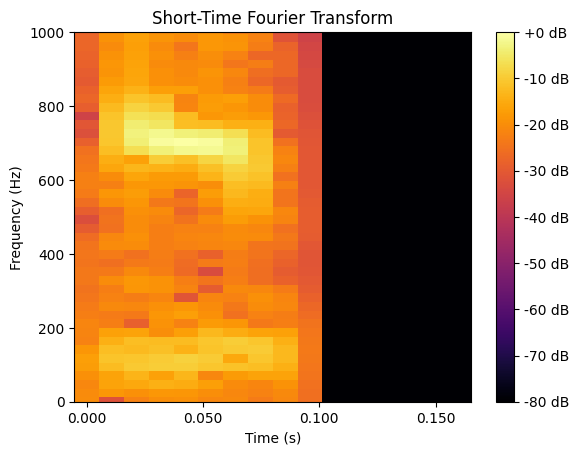 Short-Time Fourier Transform
1000
800
600
400
200
0
Frequency (Hz)
0.000
0.050
0.100
0.150
Time (s)
+0 dB
-10 dB
-20 dB
-30 dB
-40 dB
-50 dB
-60 dB
-70 dB
-80 dB